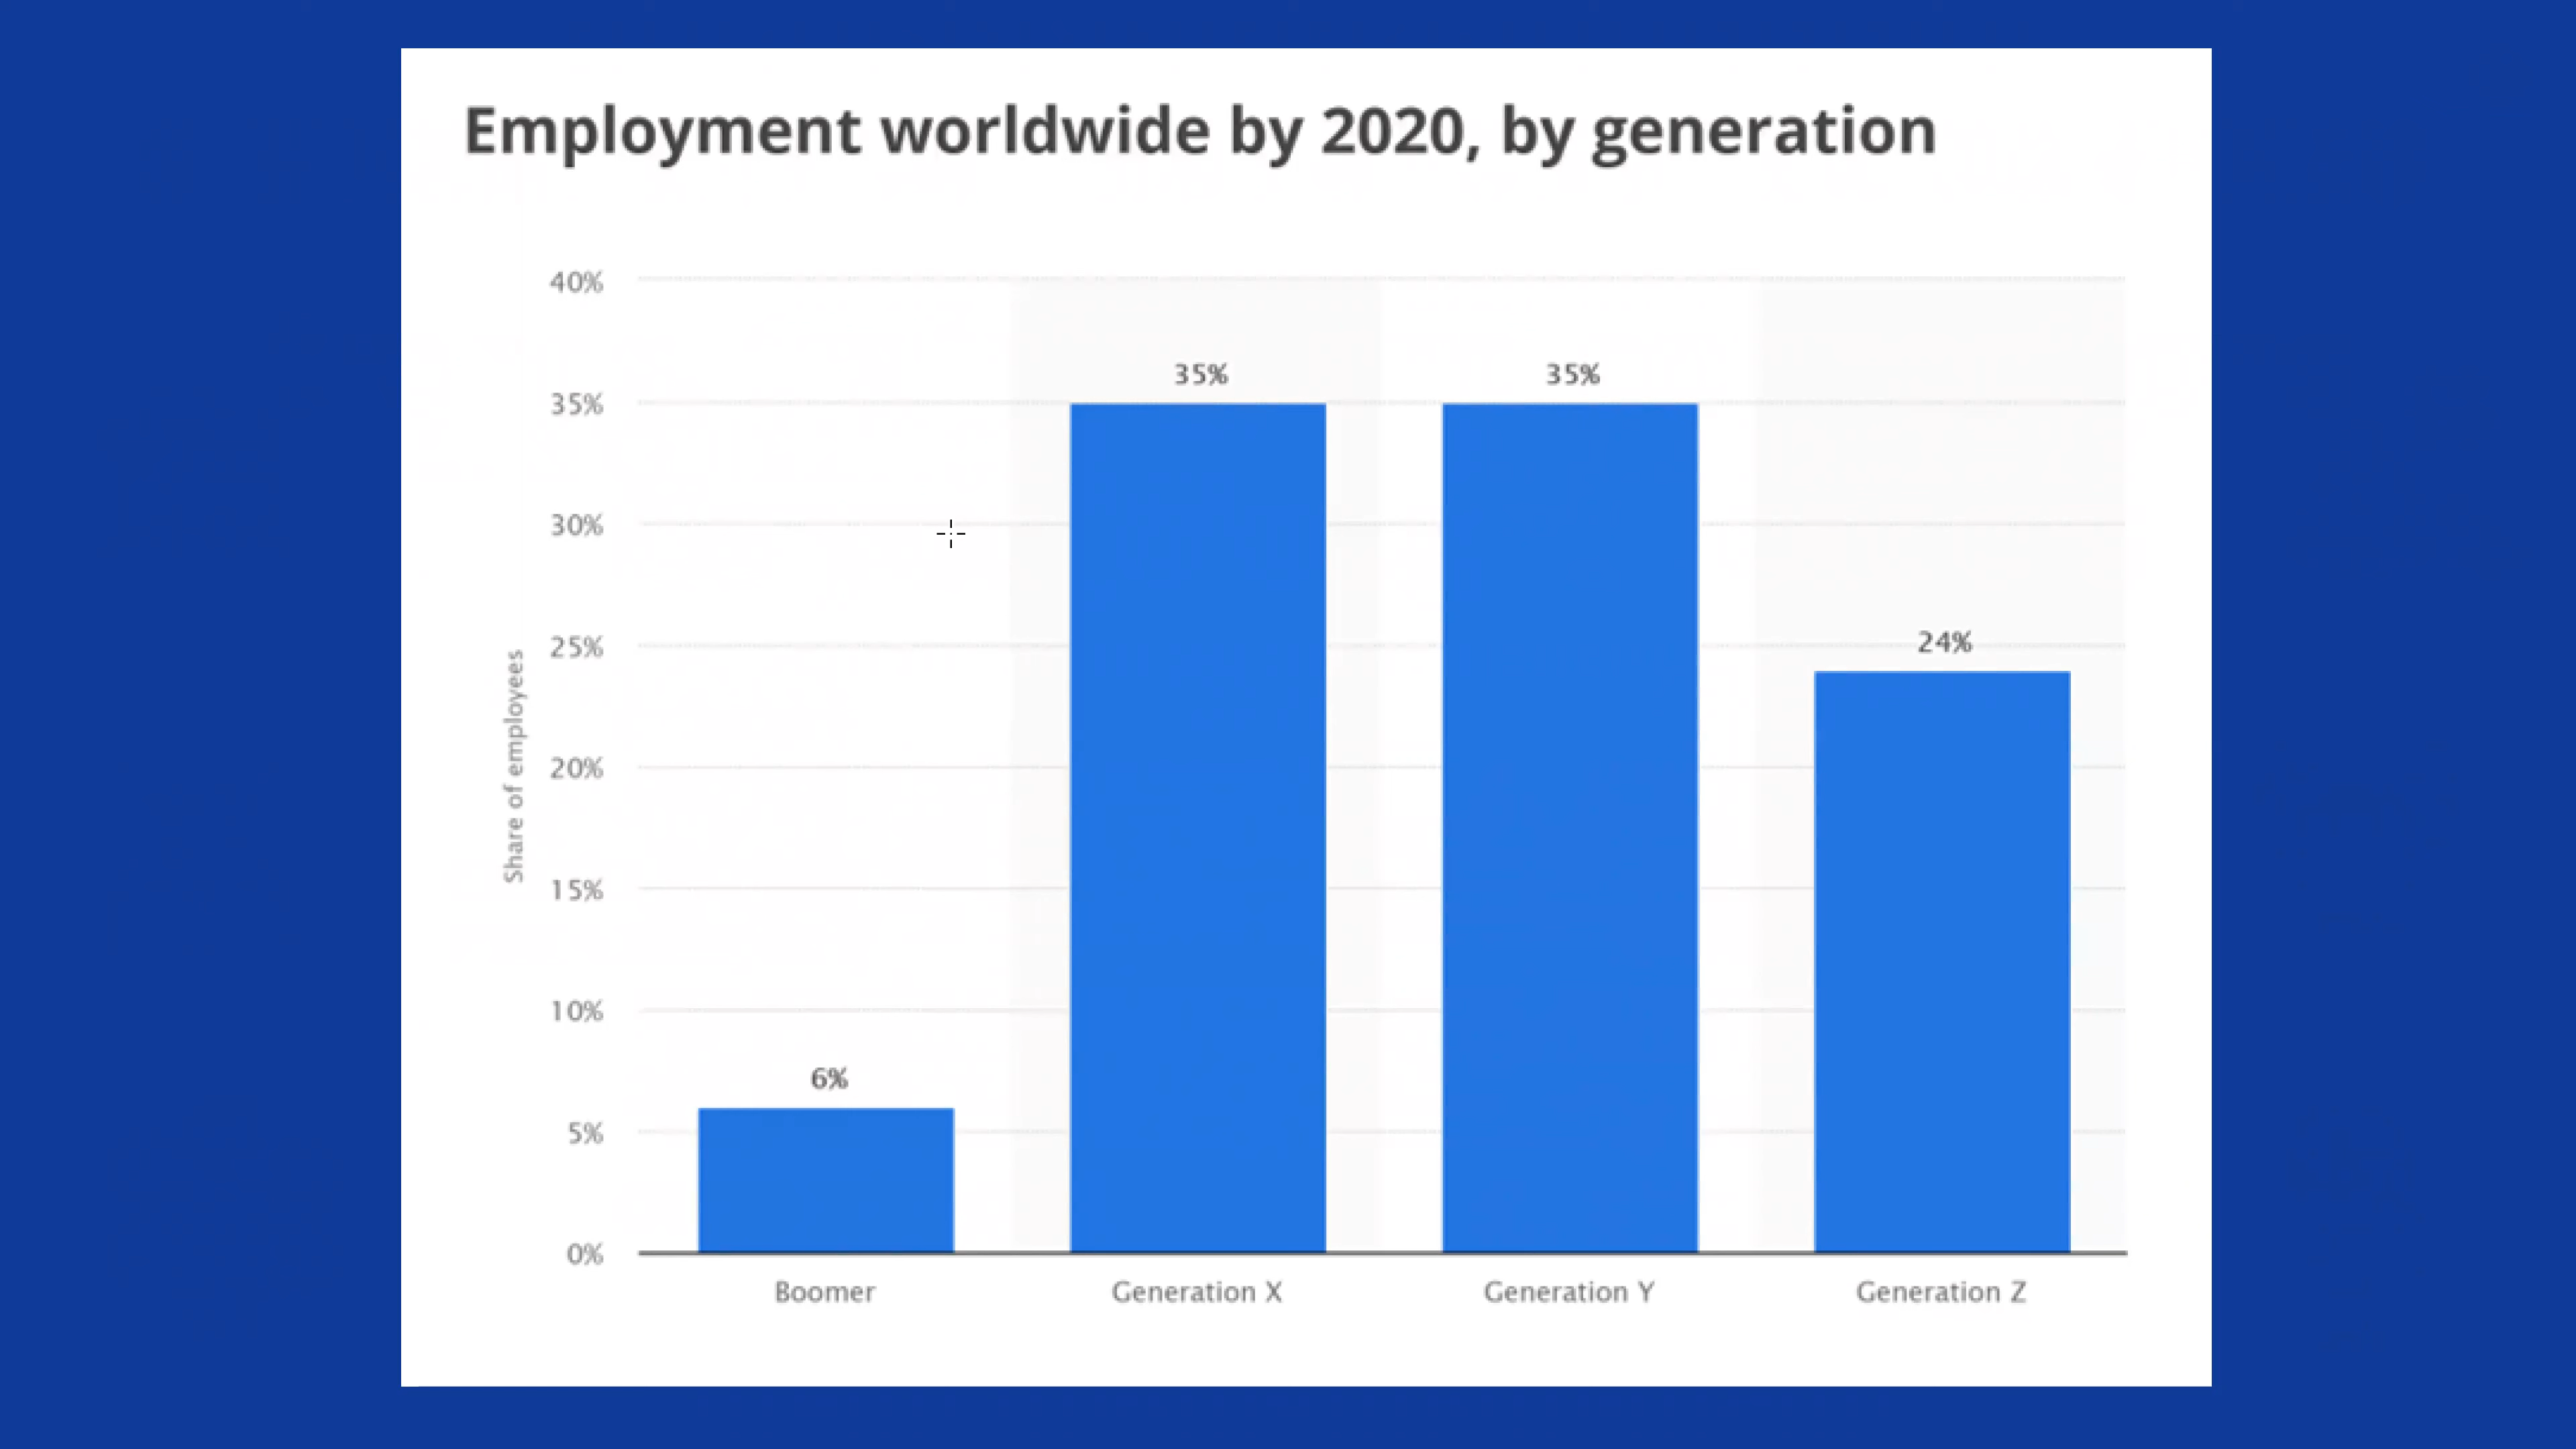 Employment worldwide by 2020, by generation
40%
35%
30%
25%
20%
15%
10%
5%
0%
Share of employees
6%
35%
35%
24%
Boomer
Generation X
Generation Y
Generation Z